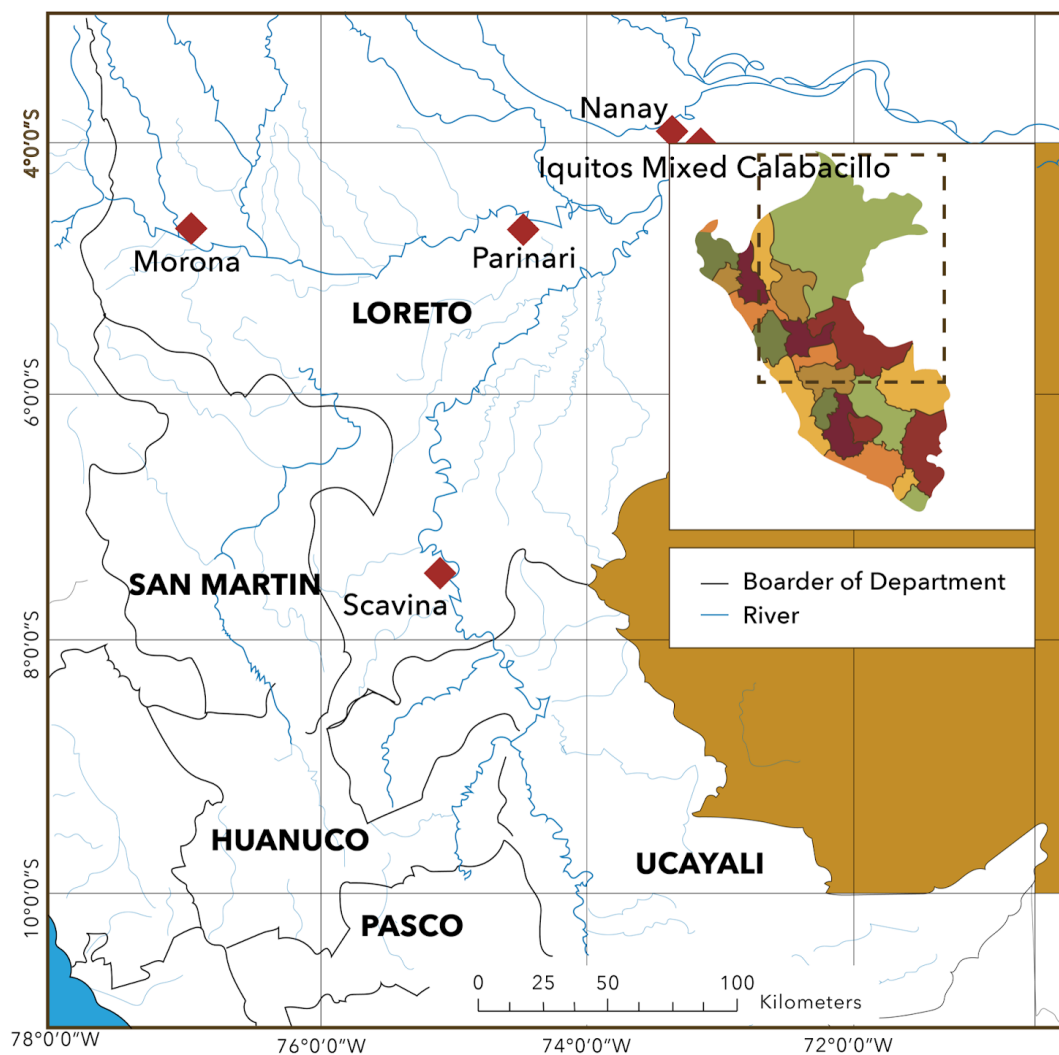 Nanay
4°0'0"S
Iquitos Mixed Calabacillo
Morona
Parinari
LORETO
6°0'0"S
SAN MARTIN
Scavina
Boarder of Department
River
8°0'0"S
HUANUCO
UCAYALI
10°0'0"S
PASCO
0 25 50 100
Kilometers
78°0'0"W 76°0'0"W 74°0'0"W 72°0'0"W